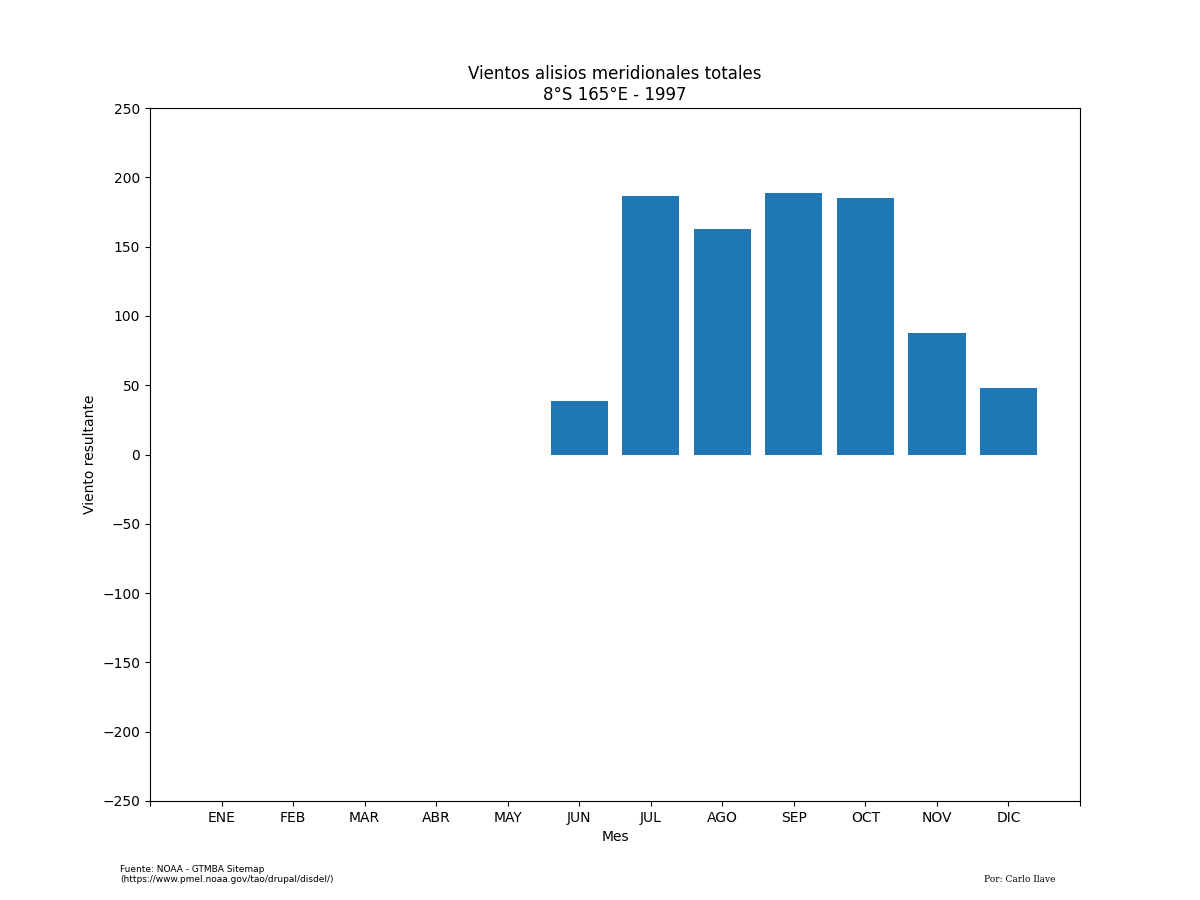 Vientos alisios meridionales totales
8°S 165°E - 1997
250
200
150
100
50
0
−50
−100
−150
−200
−250
Viento resultante
ENE FEB MAR ABR MAY JUN JUL AGO SEP OCT NOV DIC
Mes
Fuente: NOAA - GTMBA Sitemap
(https://www.pmel.noaa.gov/tao/drupal/disdel/)
Por: Carlo Ilave